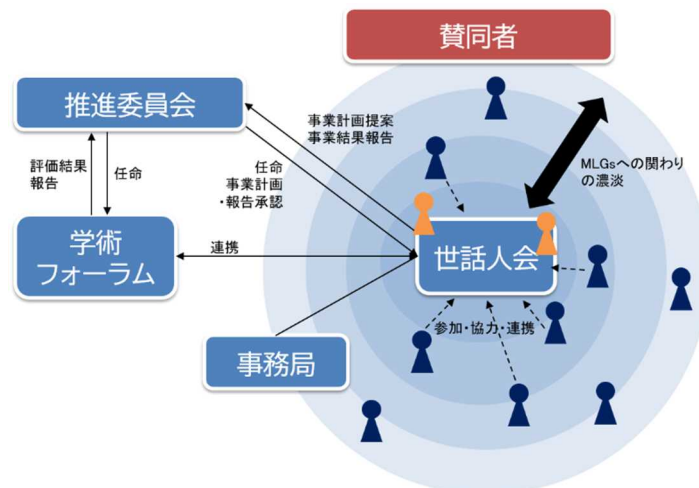 賛同者
推進委員会
事業計画提案
事業結果報告
MLGsへの関わり
の濃淡
評価結果
報告
任命
任命
事業計画
・報告承認
学術
フォーラム
連携
世話人会
参加・協力・連携
事務局